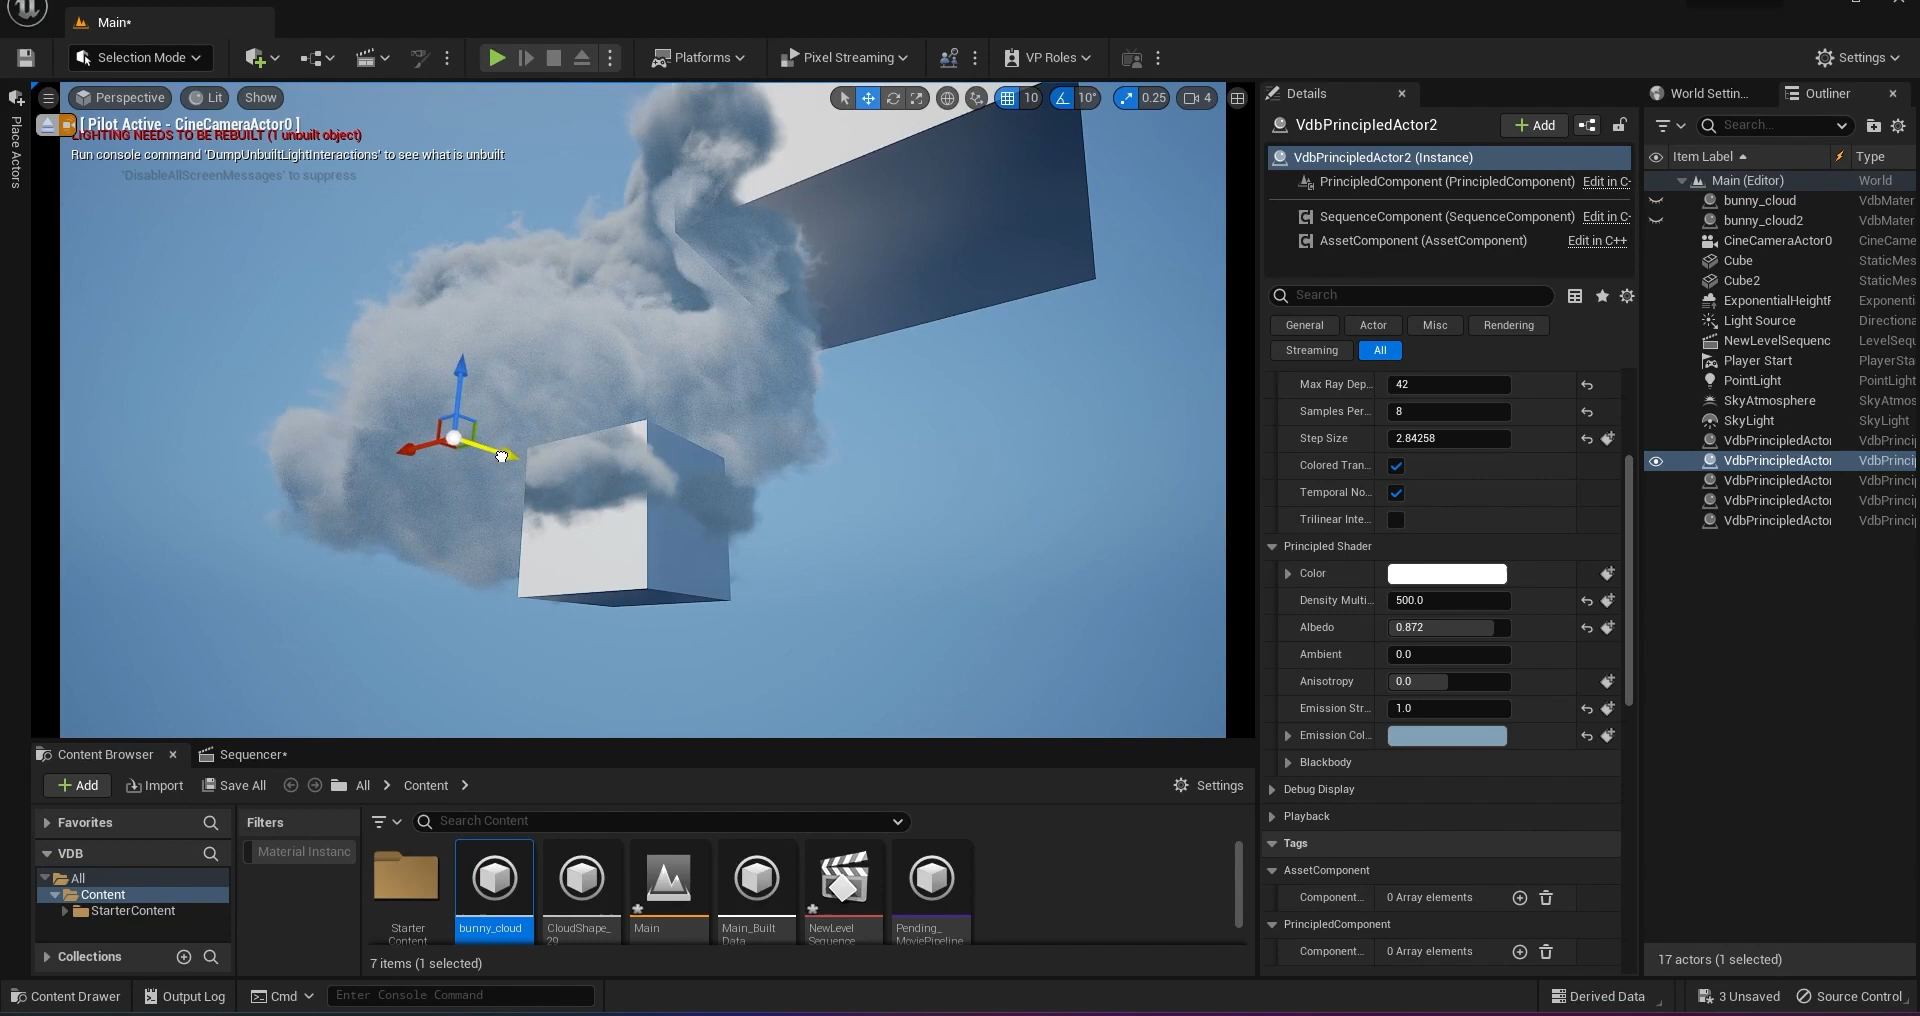 Main*
Selection Mode
Platforms
Pixel Streaming
VP Roles
Settings
Perspective
Lit
Show
10
10°
0.25
4
[ Pilot Active - CineCameraActor0 ]
LIGHTING NEEDS TO BE REBUILT (1 unbuilt object)
Run console command 'DumpUnbuiltLightInteractions' to see what is unbuilt
'DisableAllScreenMessages' to suppress
Place Actors
Details
VdbPrincipledActor2
Add
VdbPrincipledActor2 (Instance)
PrincipledComponent (PrincipledComponent)
Edit in C-
SequenceComponent (SequenceComponent)
Edit in C-
AssetComponent (AssetComponent)
Edit in C++
Search
General
Actor
Misc
Rendering
Streaming
All
Max Ray Dep...
42
Samples Per...
8
Step Size
2.84258
Colored Tran...
Temporal No...
Trilinear Inte...
Principled Shader
Color
Density Multi...
500.0
Albedo
0.872
Ambient
0.0
Anisotropy
0.0
Emission Str...
1.0
Emission Col...
Blackbody
Debug Display
Playback
Tags
AssetComponent
Component...
0 Array elements
PrincipledComponent
Component...
0 Array elements
World Settin...
Outliner
Search...
Item Label
Type
Main (Editor)
World
bunny_cloud
VdbMater
bunny_cloud2
VdbMater
CineCameraActor0
CineCame
Cube
StaticMes
Cube2
StaticMes
ExponentialHeightF
Exponenti
Light Source
Directiona
NewLevelSequenc
LevelSequ
Player Start
PlayerSta
PointLight
PointLight
SkyAtmosphere
SkyAtmos
SkyLight
SkyLight
VdbPrincipledActor
VdbPrinci
VdbPrincipledActor
VdbPrinci
VdbPrincipledActor
VdbPrinci
VdbPrincipledActor
VdbPrinci
VdbPrincipledActor
VdbPrinci
17 actors (1 selected)
Content Browser
Sequencer*
Add
Import
Save All
All
Content
Settings
Favorites
VDB
All
Content
StarterContent
Collections
Filters
Material Instanc
Search Content
Starter
Content
bunny_cloud
CloudShape_
29
Main
Main_Built
Data
NewLevel
Sequence
Pending_
MoviePipeline
7 items (1 selected)
Content Drawer
Output Log
Cmd
Enter Console Command
Derived Data
3 Unsaved
Source Control